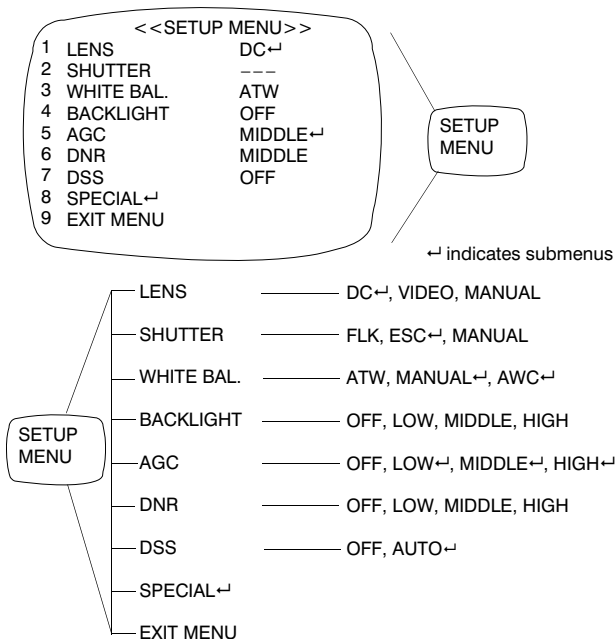 <<SETUP MENU>>
1 LENS DC↵
2 SHUTTER −−−
3 WHITE BAL. ATW
4 BACKLIGHT OFF
5 AGC MIDDLE↵
6 DNR MIDDLE
7 DSS OFF
8 SPECIAL↵
9 EXIT MENU
SETUP
MENU
↵ indicates submenus
LENS DC↵, VIDEO, MANUAL
SHUTTER FLK, ESC↵, MANUAL
WHITE BAL. ATW, MANUAL↵, AWC↵
BACKLIGHT OFF, LOW, MIDDLE, HIGH
SETUP
MENU
AGC OFF, LOW↵, MIDDLE↵, HIGH↵
DNR OFF, LOW, MIDDLE, HIGH
DSS OFF, AUTO↵
SPECIAL↵
EXIT MENU